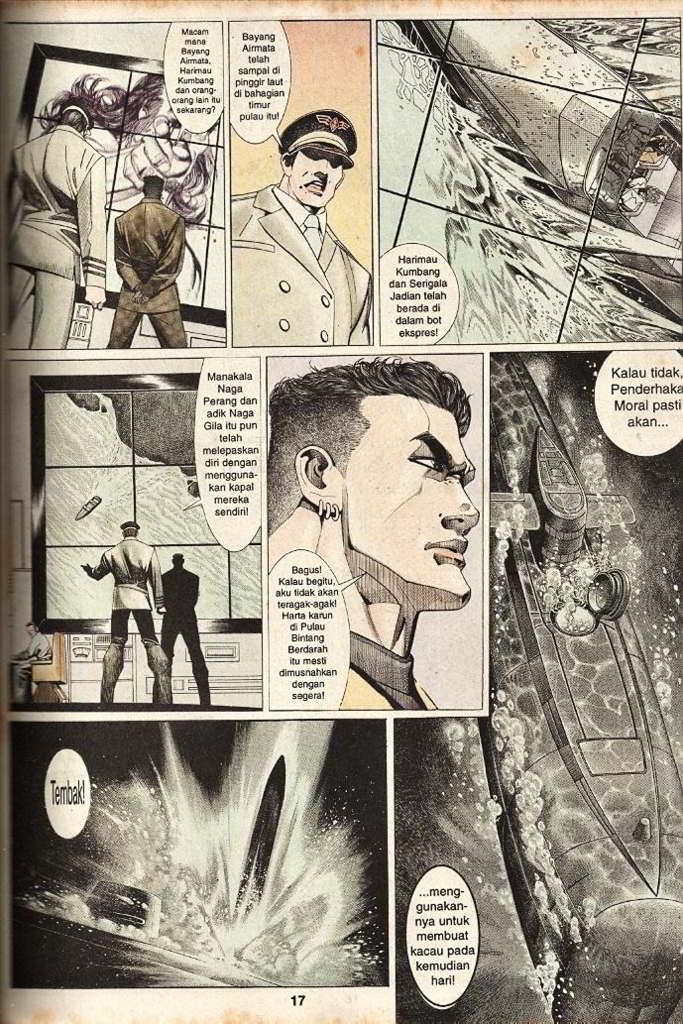 Macam
mana
Bayang
Airmata,
Harimau
Kumbang
dan orang-
orang lain itu
sekarang?
Bayang
Airmata
telah
sampai di
pinggir laut
di bahagian
timur
pulau itu!
Harimau
Kumbang
dan Serigala
Jadian telah
berada di
dalam bot
ekspres!
Manakala
Naga
Perang dan
adik Naga
Gila itu pun
telah
melepaskan
diri dengan
mengguna-
kan kapal
mereka
sendiri!
Bagus!
Kalau begitu,
aku tidak akan
teragak-agak!
Harta karun
di Pulau
Bintang
Berdarah
itu mesti
dimusnahkan
dengan
segera!
Kalau tidak,
Penderhaka
Moral pasti
akan...
Tembak!
...meng-
gunakan-
nya untuk
membuat
kacau pada
kemudian
hari!
17